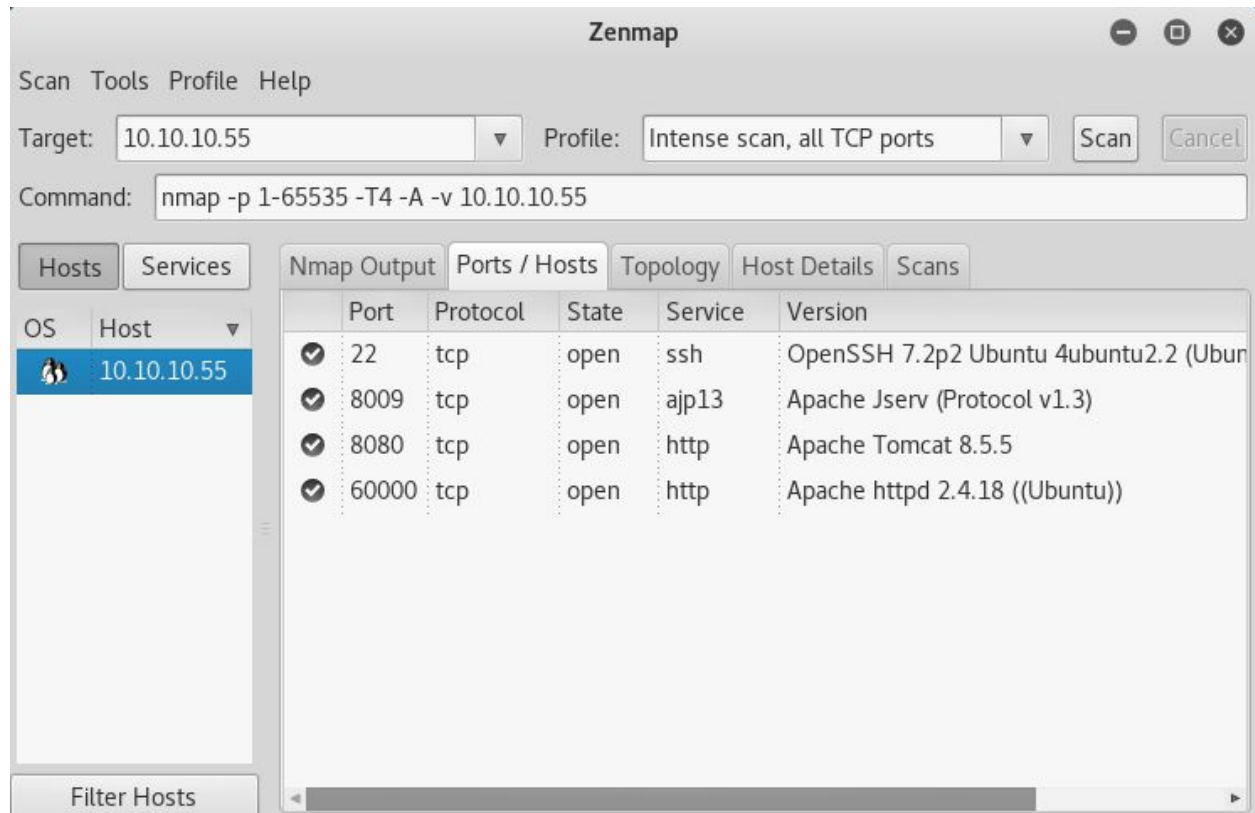 Zenmap
Scan Tools Profile Help
Target: 10.10.10.55 Profile: Intense scan, all TCP ports Scan Cancel
Command: nmap -p 1-65535 -T4 -A -v 10.10.10.55
Hosts Services Nmap Output Ports / Hosts Topology Host Details Scans
OS Host Port Protocol State Service Version
10.10.10.55
22 tcp open ssh OpenSSH 7.2p2 Ubuntu 4ubuntu2.2 (Ubun
8009 tcp open ajp13 Apache Jserv (Protocol v1.3)
8080 tcp open http Apache Tomcat 8.5.5
60000 tcp open http Apache httpd 2.4.18 ((Ubuntu))
Filter Hosts